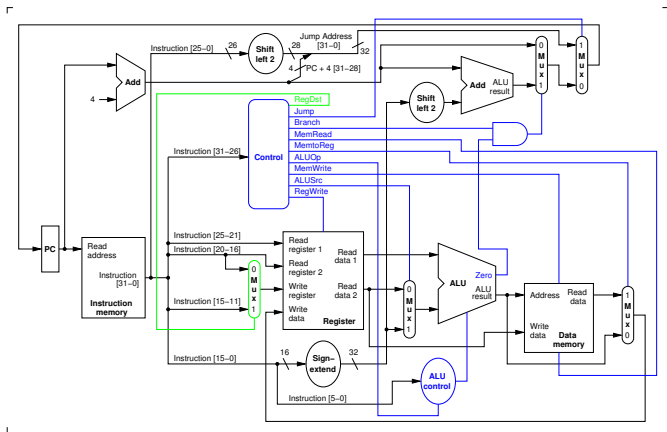 Jump Address
[31−0]
Instruction [25−0]
26
Shift
left 2
28
32
4
PC + 4 [31−28]
Add
4
0
M
u
x
1
1
M
u
x
0
Add
ALU
result
Shift
left 2
RegDst
Jump
Branch
MemRead
MemtoReg
ALUOp
MemWrite
ALUSrc
RegWrite
Control
Instruction [31−26]
PC
Read
address
Instruction
[31−0]
Instruction
memory
Instruction [25−21]
Instruction [20−16]
Instruction [15−11]
0
M
u
x
1
Read
register 1
Read
register 2
Write
register
Write
data
Read
data 1
Read
data 2
Register
0
M
u
x
1
ALU
Zero
ALU
result
Address
Read
data
Write
data
Data
memory
1
M
u
x
0
Instruction [15−0]
16
Sign−
extend
32
Instruction [5−0]
ALU
control